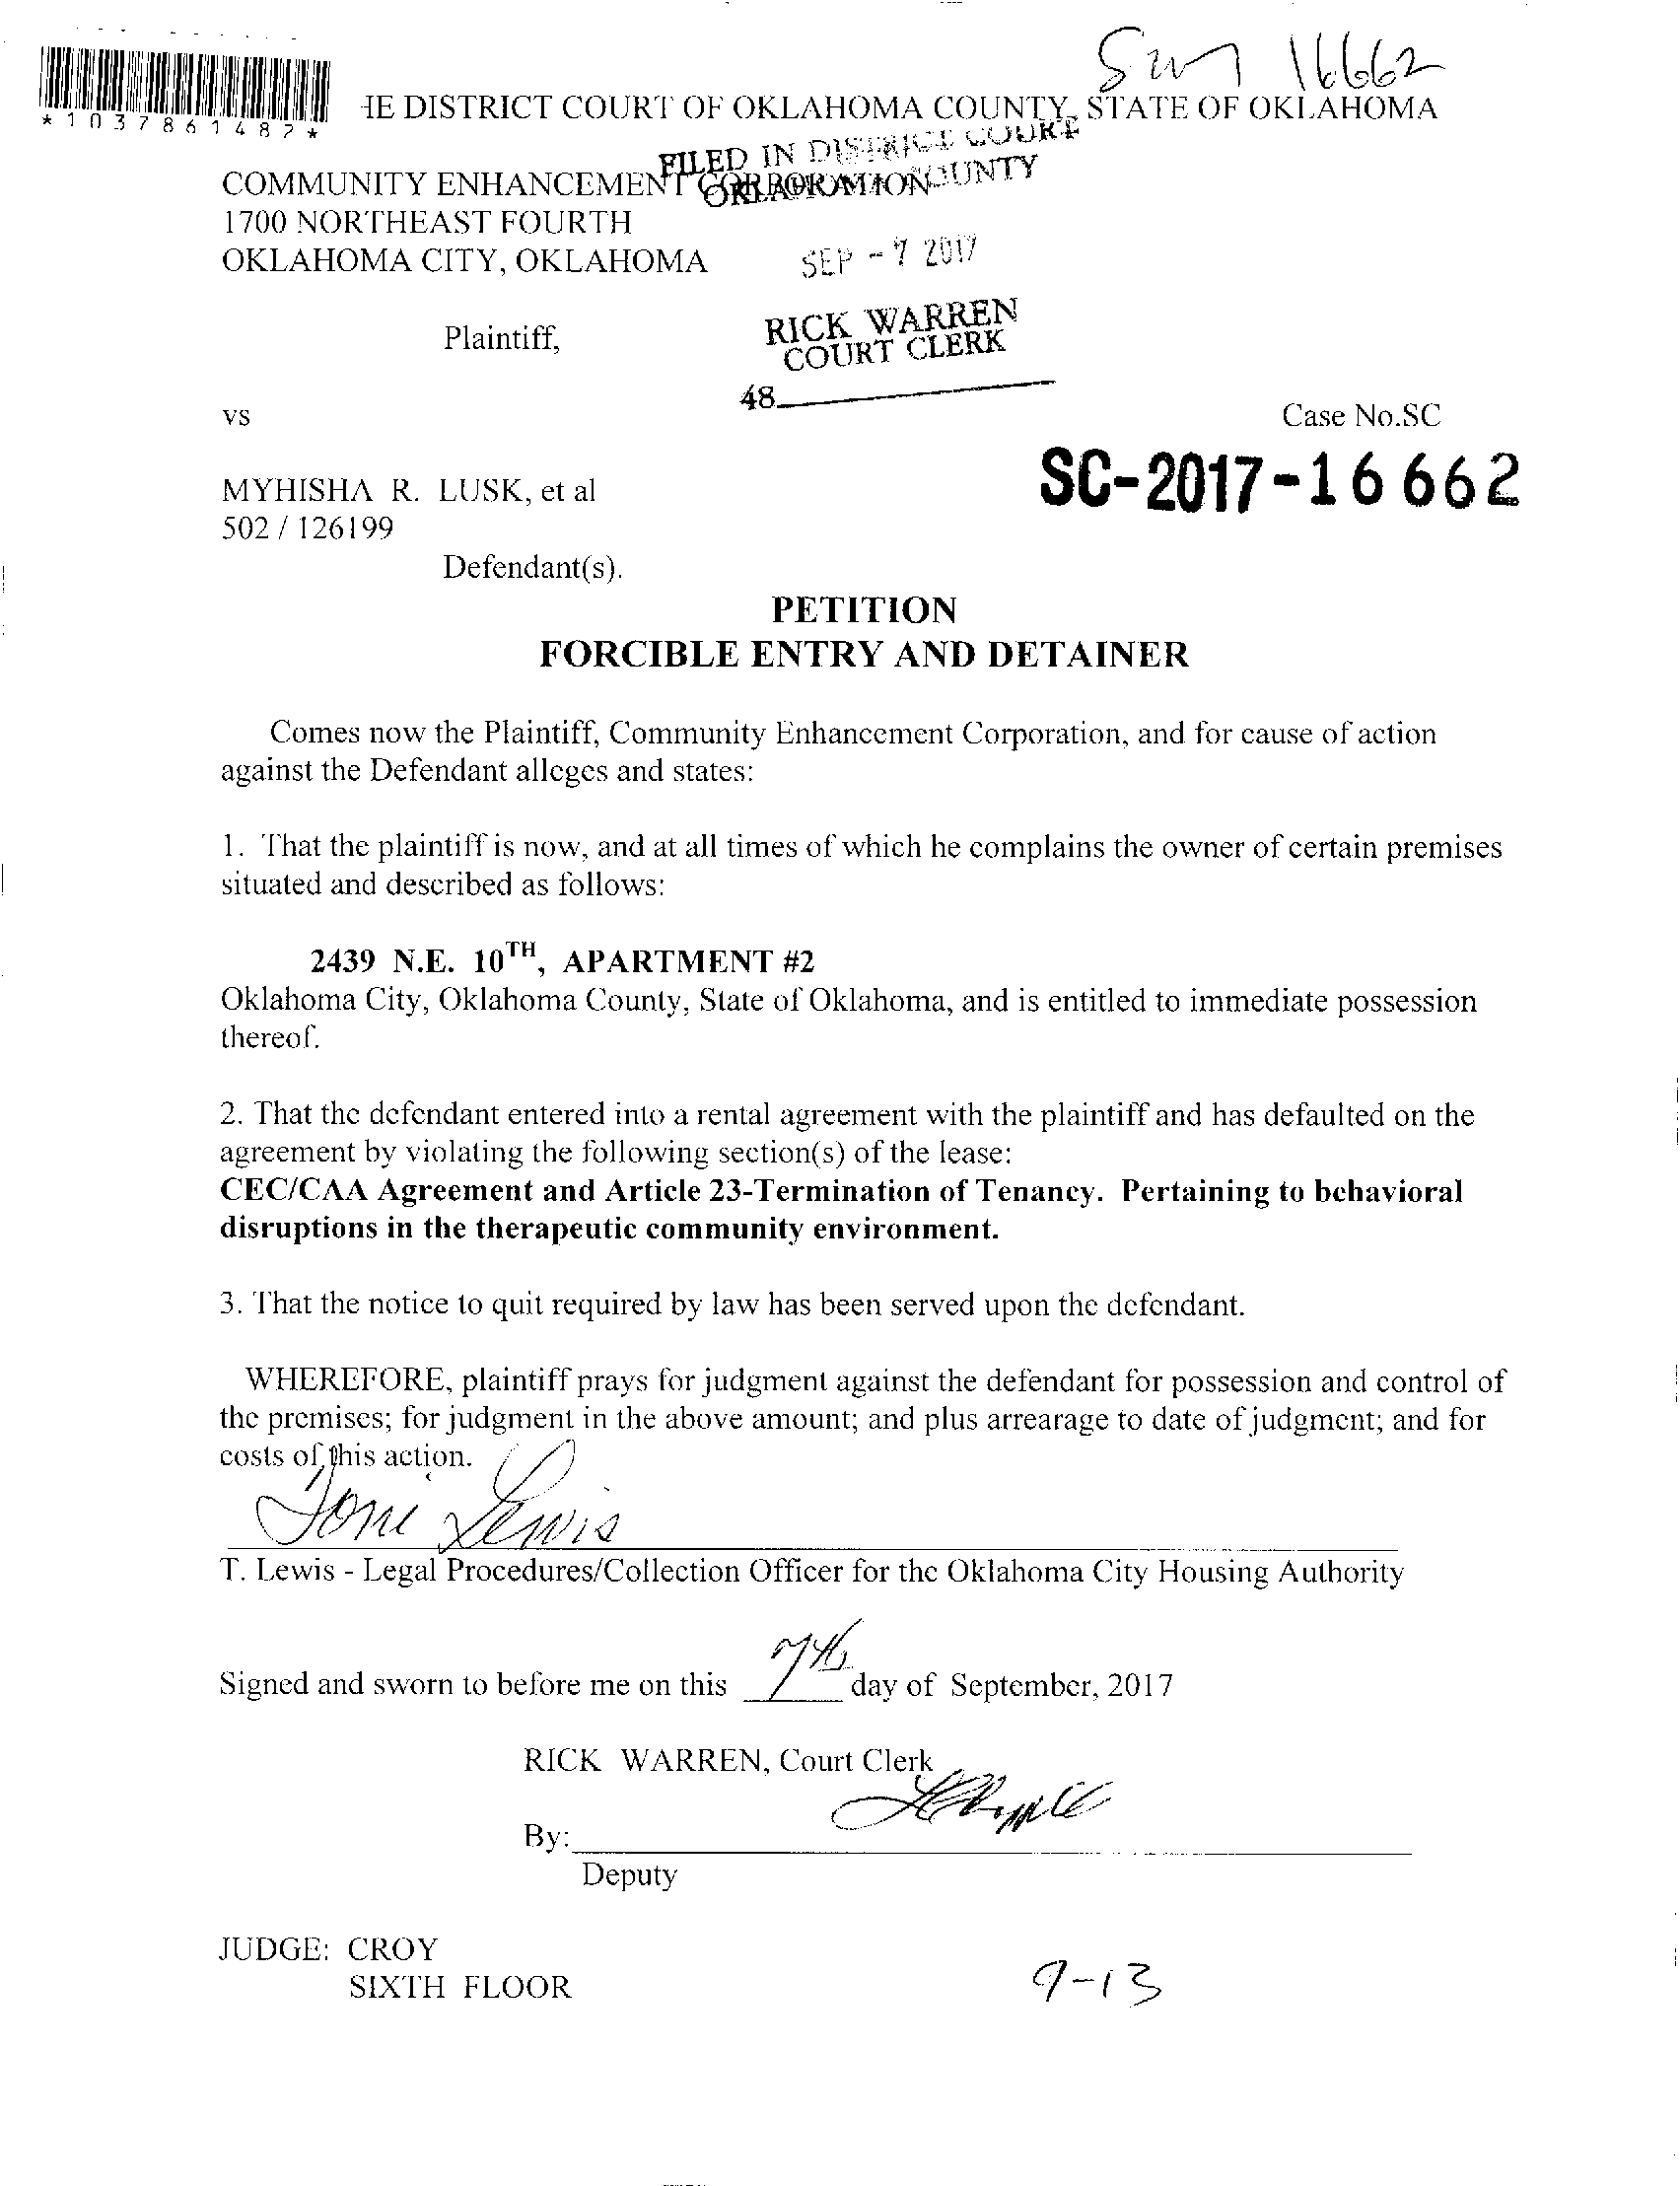 Sm 16662
*1037861482*
HE DISTRICT COURT OF OKLAHOMA COUNTY, STATE OF OKLAHOMA
FILED IN DISTRICT COURT
OKLAHOMA COUNTY
COMMUNITY ENHANCEMENT CORPORATION
1700 NORTHEAST FOURTH
OKLAHOMA CITY, OKLAHOMA
SEP - 7 2017
Plaintiff,
RICK WARREN
COURT CLERK
48
vs
Case No.SC
SC-2017-16662
MYHISHA R. LUSK, et al
502 / 126199
Defendant(s).
PETITION
FORCIBLE ENTRY AND DETAINER
Comes now the Plaintiff, Community Enhancement Corporation, and for cause of action
against the Defendant alleges and states:
1. That the plaintiff is now, and at all times of which he complains the owner of certain premises
situated and described as follows:
2439 N.E. 10TH, APARTMENT #2
Oklahoma City, Oklahoma County, State of Oklahoma, and is entitled to immediate possession
thereof.
2. That the defendant entered into a rental agreement with the plaintiff and has defaulted on the
agreement by violating the following section(s) of the lease:
CEC/CAA Agreement and Article 23-Termination of Tenancy. Pertaining to behavioral
disruptions in the therapeutic community environment.
3. That the notice to quit required by law has been served upon the defendant.
WHEREFORE, plaintiff prays for judgment against the defendant for possession and control of
the premises; for judgment in the above amount; and plus arrearage to date of judgment; and for
costs of this action.
Toni Lewis
T. Lewis - Legal Procedures/Collection Officer for the Oklahoma City Housing Authority
Signed and sworn to before me on this 7th day of September, 2017
RICK WARREN, Court Clerk
By:
Deputy
JUDGE: CROY
SIXTH FLOOR
9-13